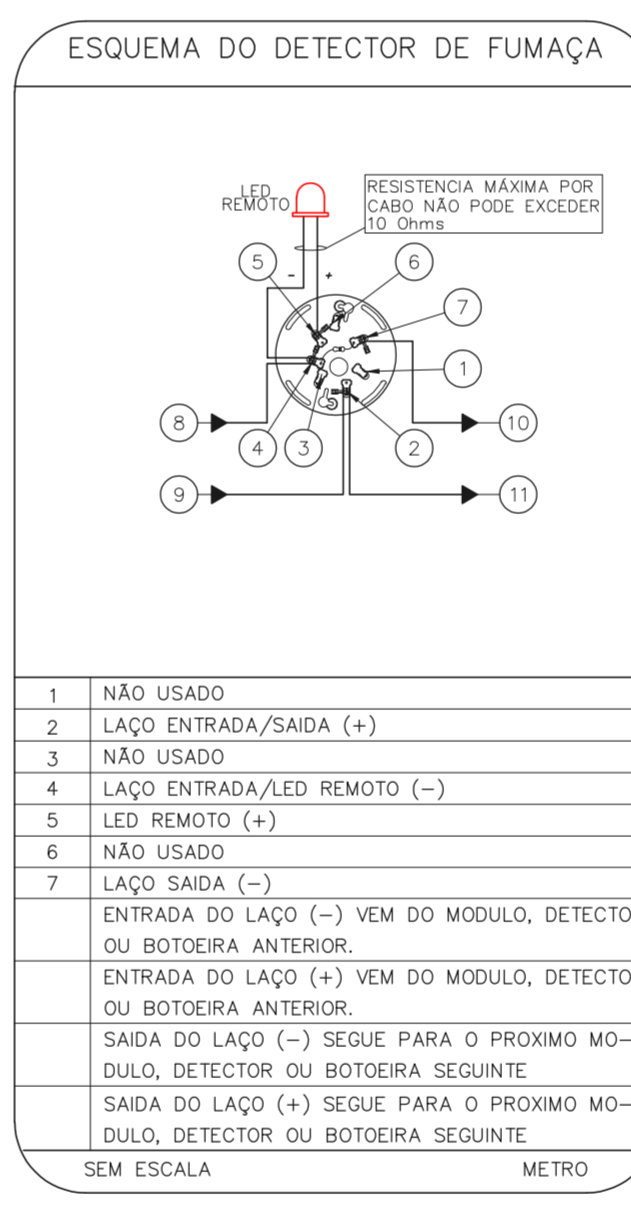 ESQUEMA DO DETECTOR DE FUMAÇA
LED
REMOTO
RESISTENCIA MÁXIMA POR
CABO NÃO PODE EXCEDER
10 Ohms
5
6
- +
7
1
8
10
4
3
2
9
11
1 NÃO USADO
2 LAÇO ENTRADA/SAIDA (+)
3 NÃO USADO
4 LAÇO ENTRADA/LED REMOTO (-)
5 LED REMOTO (+)
6 NÃO USADO
7 LAÇO SAIDA (-)
ENTRADA DO LAÇO (-) VEM DO MODULO, DETECTO
OU BOTOEIRA ANTERIOR.
ENTRADA DO LAÇO (+) VEM DO MODULO, DETECTO
OU BOTOEIRA ANTERIOR.
SAIDA DO LAÇO (-) SEGUE PARA O PROXIMO MO-
DULO, DETECTOR OU BOTOEIRA SEGUINTE
SAIDA DO LAÇO (+) SEGUE PARA O PROXIMO MO-
DULO, DETECTOR OU BOTOEIRA SEGUINTE
SEM ESCALA METRO